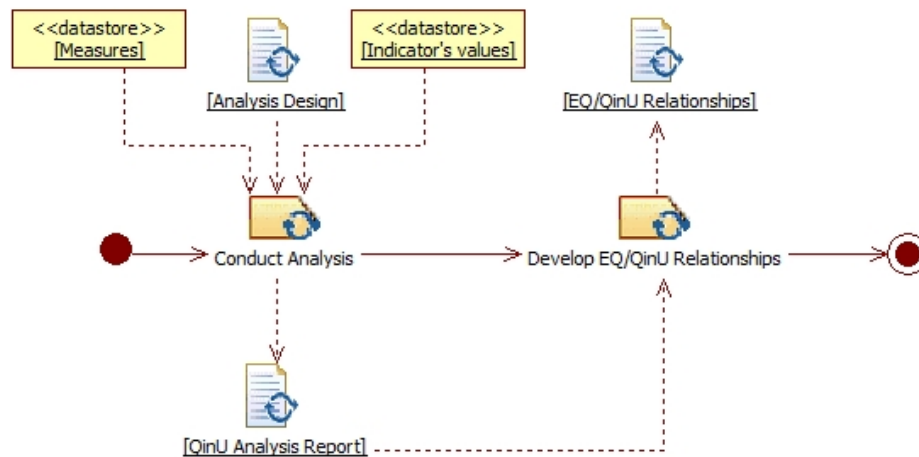 <<datastore>>
[Measures]
<<datastore>>
[Indicator's values]
[Analysis Design]
[EQ/QinU Relationships]
Conduct Analysis
Develop EQ/QinU Relationships
[QinU Analysis Report]